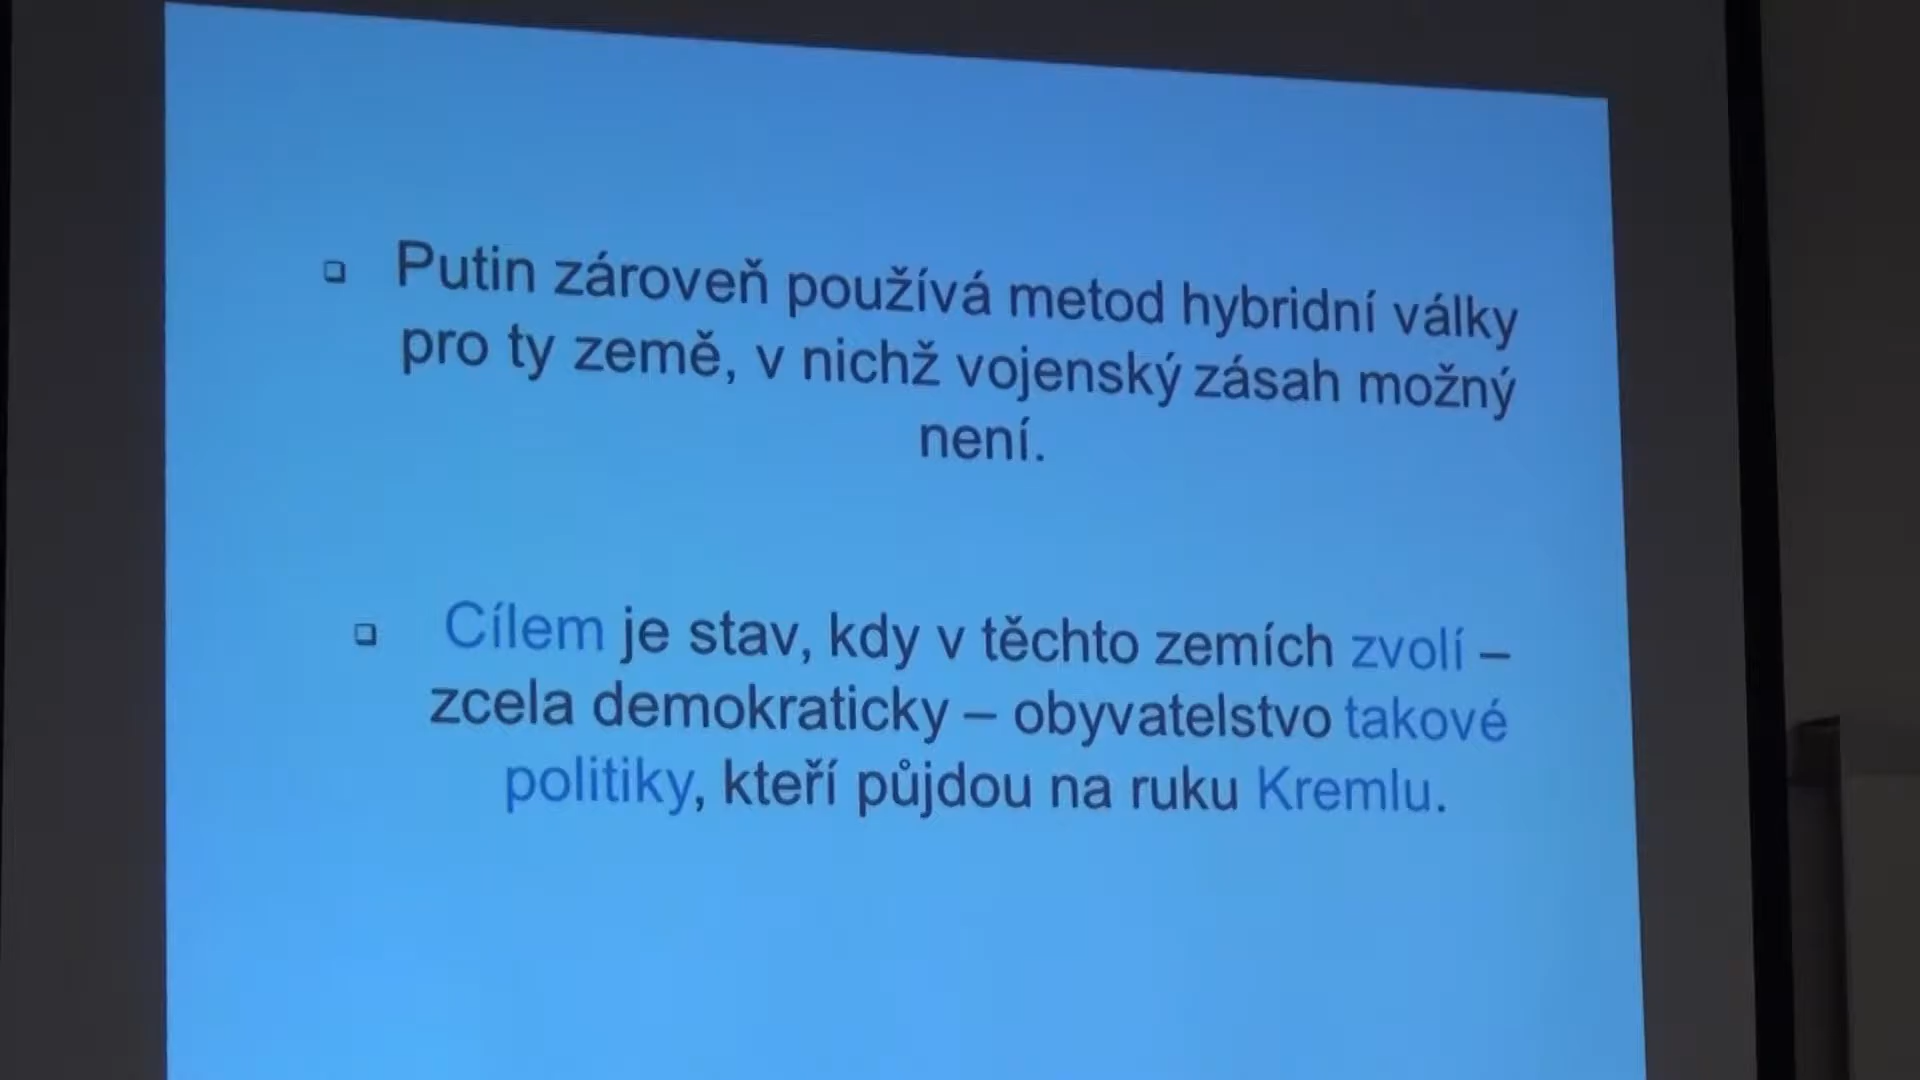 Putin zároveň používá metod hybridní války
pro ty země, v nichž vojenský zásah možný
není.
Cílem je stav, kdy v těchto zemích zvolí –
zcela demokraticky – obyvatelstvo takové
politiky, kteří půjdou na ruku Kremlu.